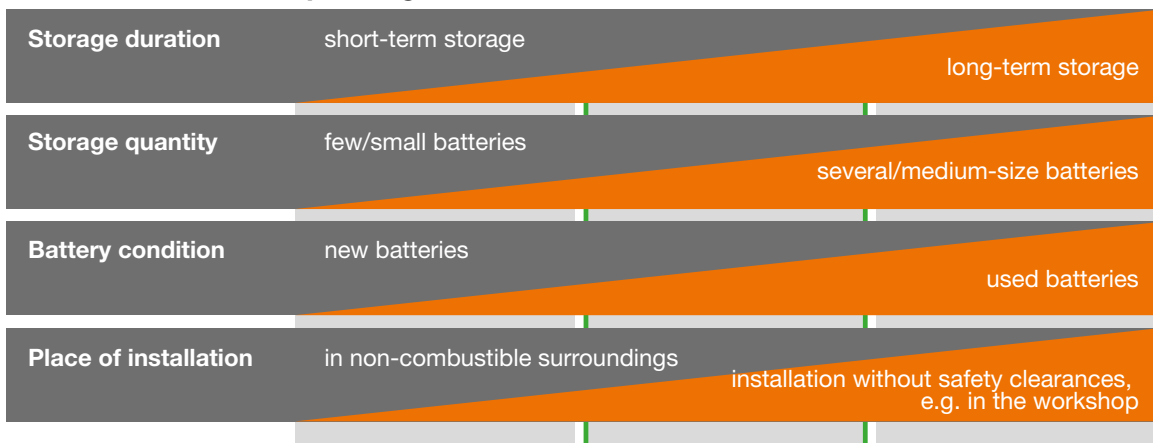 Storage duration
short-term storage
long-term storage
Storage quantity
few/small batteries
several/medium-size batteries
Battery condition
new batteries
used batteries
Place of installation
in non-combustible surroundings
installation without safety clearances,
e.g. in the workshop